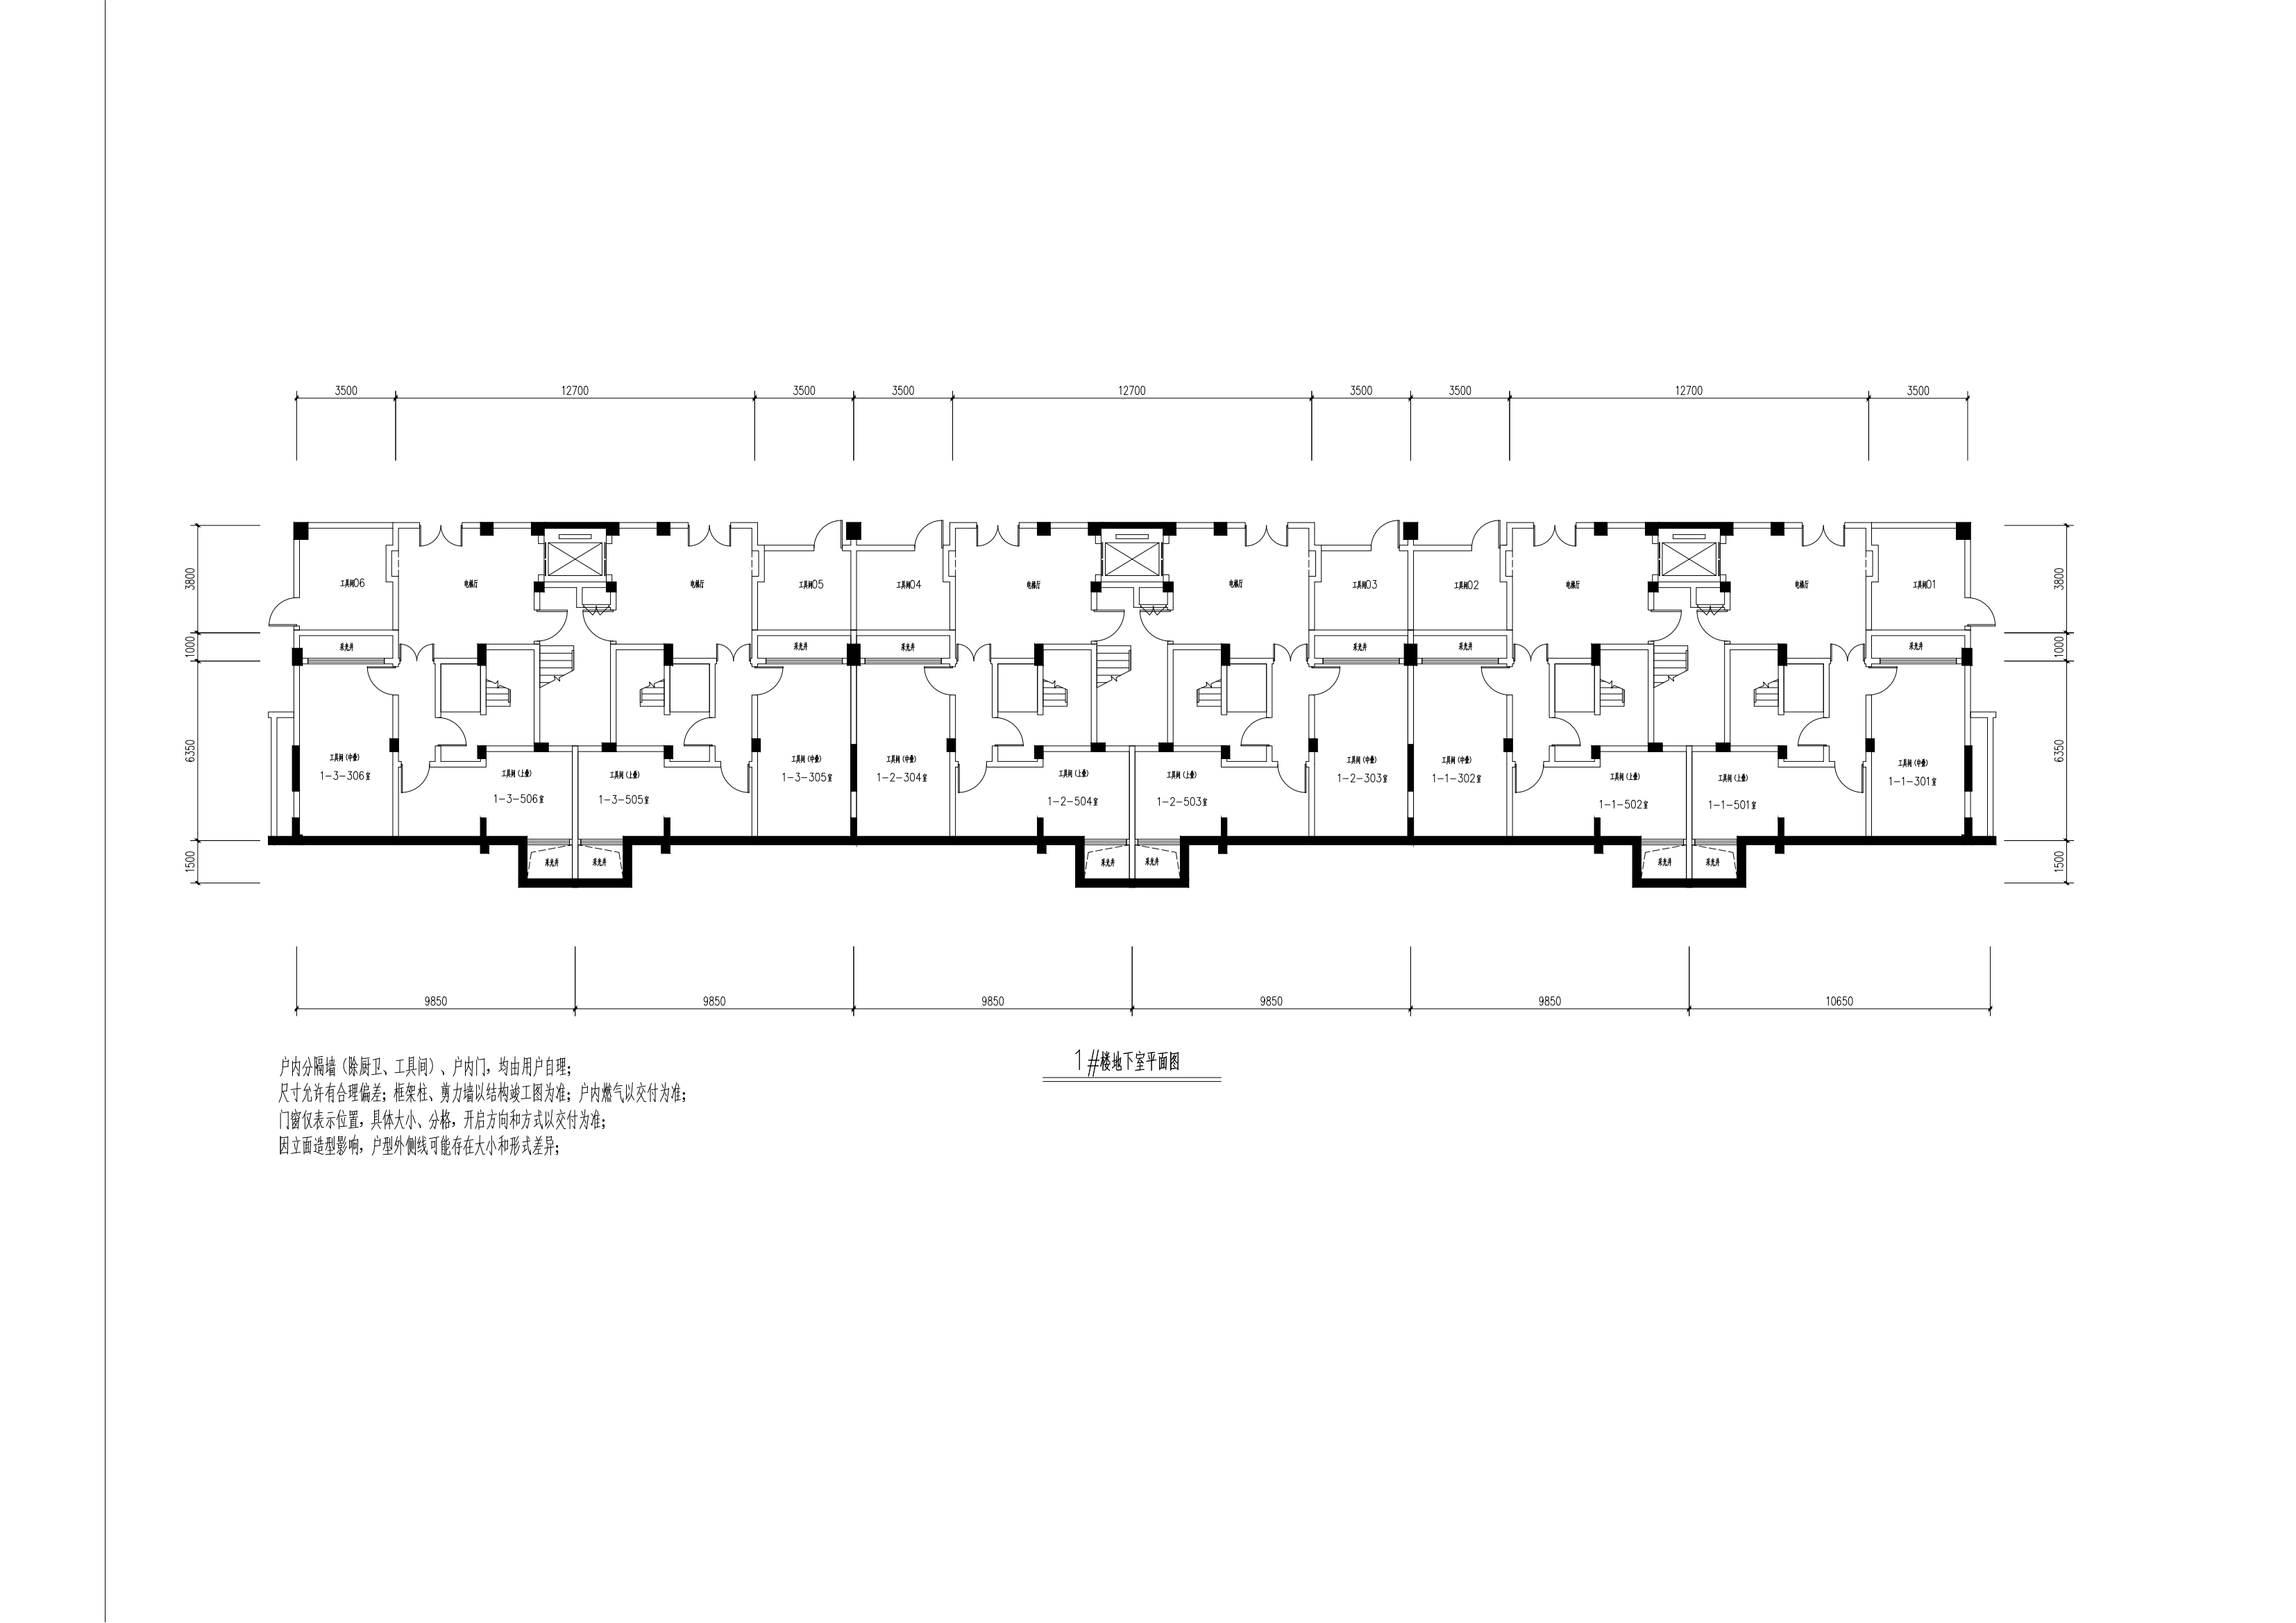 3500 12700 3500 3500 12700 3500 3500 12700 3500
3800 3800
工具间06 电梯厅 电梯厅 工具间05 工具间04 电梯厅 电梯厅 工具间03 工具间02 电梯厅 电梯厅 工具间01
1000 1000
采光井 采光井 采光井 采光井 采光井 采光井
6350 6350
工具间（中叠） 工具间（中叠） 工具间（中叠） 工具间（中叠） 工具间（中叠） 工具间（中叠）
1-3-306室 1-3-305室 1-2-304室 1-2-303室 1-1-302室 1-1-301室
工具间（上叠） 工具间（上叠） 工具间（上叠） 工具间（上叠） 工具间（上叠） 工具间（上叠）
1-3-506室 1-3-505室 1-2-504室 1-2-503室 1-1-502室 1-1-501室
1500 1500
采光井 采光井 采光井 采光井 采光井 采光井
9850 9850 9850 9850 9850 10650
1#楼地下室平面图
户内分隔墙（除厨卫、工具间）、户内门，均由用户自理；
尺寸允许有合理偏差；框架柱、剪力墙以结构竣工图为准；户内燃气以交付为准；
门窗仅表示位置，具体大小、分格，开启方向和方式以交付为准；
因立面造型影响，户型外侧线可能存在大小和形式差异；